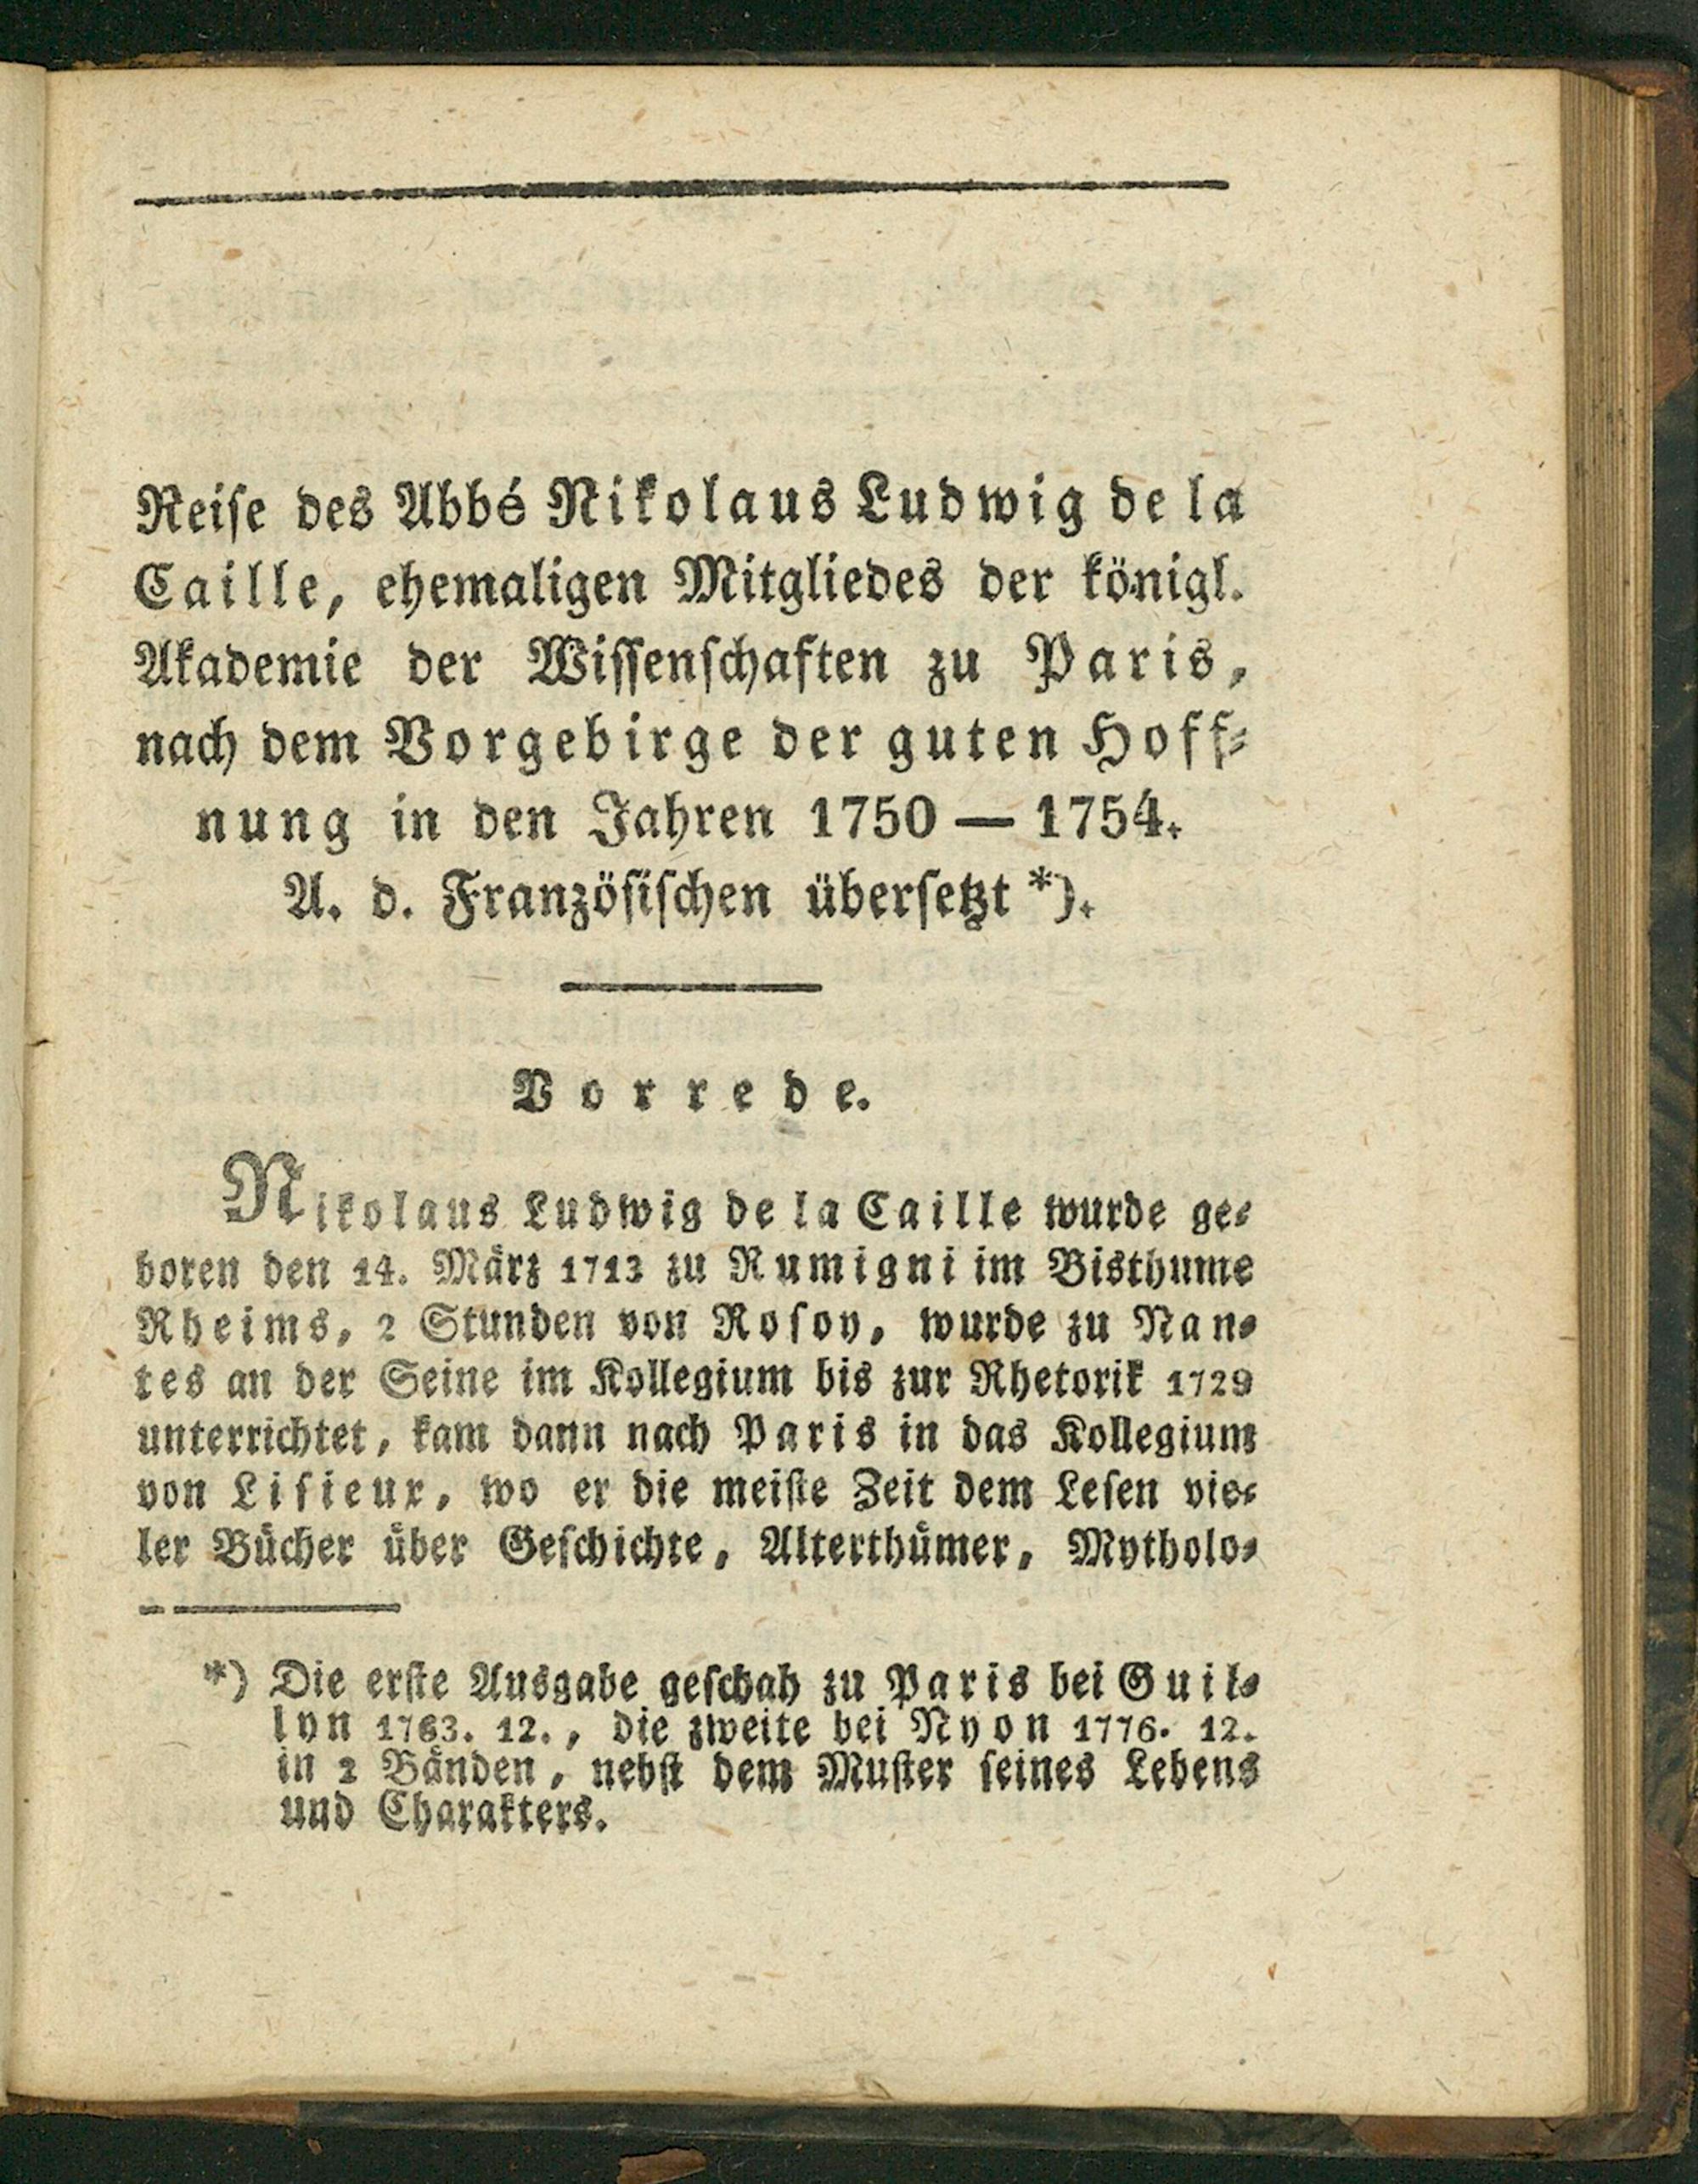 Reise des Abbé Nikolaus Ludwig de la
Caille, ehemaligen Mitgliedes der königl.
Akademie der Wissenschaften zu Paris,
nach dem Vorgebirge der guten Hoff-
nung in den Jahren 1750 — 1754.
A. d. Französischen übersetzt *).
Vorrede.
Nikolaus Ludwig de la Caille wurde ge-
boren den 14. März 1713 zu Rumigni im Bisthume
Rheims, 2 Stunden von Rosoy, wurde zu Nan-
tes an der Seine im Kollegium bis zur Rhetorik 1729
unterrichtet, kam dann nach Paris in das Kollegium
von Lisieux, wo er die meiste Zeit dem Lesen vie-
ler Bücher über Geschichte, Alterthümer, Mytholo-
*) Die erste Ausgabe geschah zu Paris bei Guil-
lyn 1763. 12., die zweite bei Nyon 1776. 12.
in 2 Bänden, nebst dem Muster seines Lebens
und Charakters.